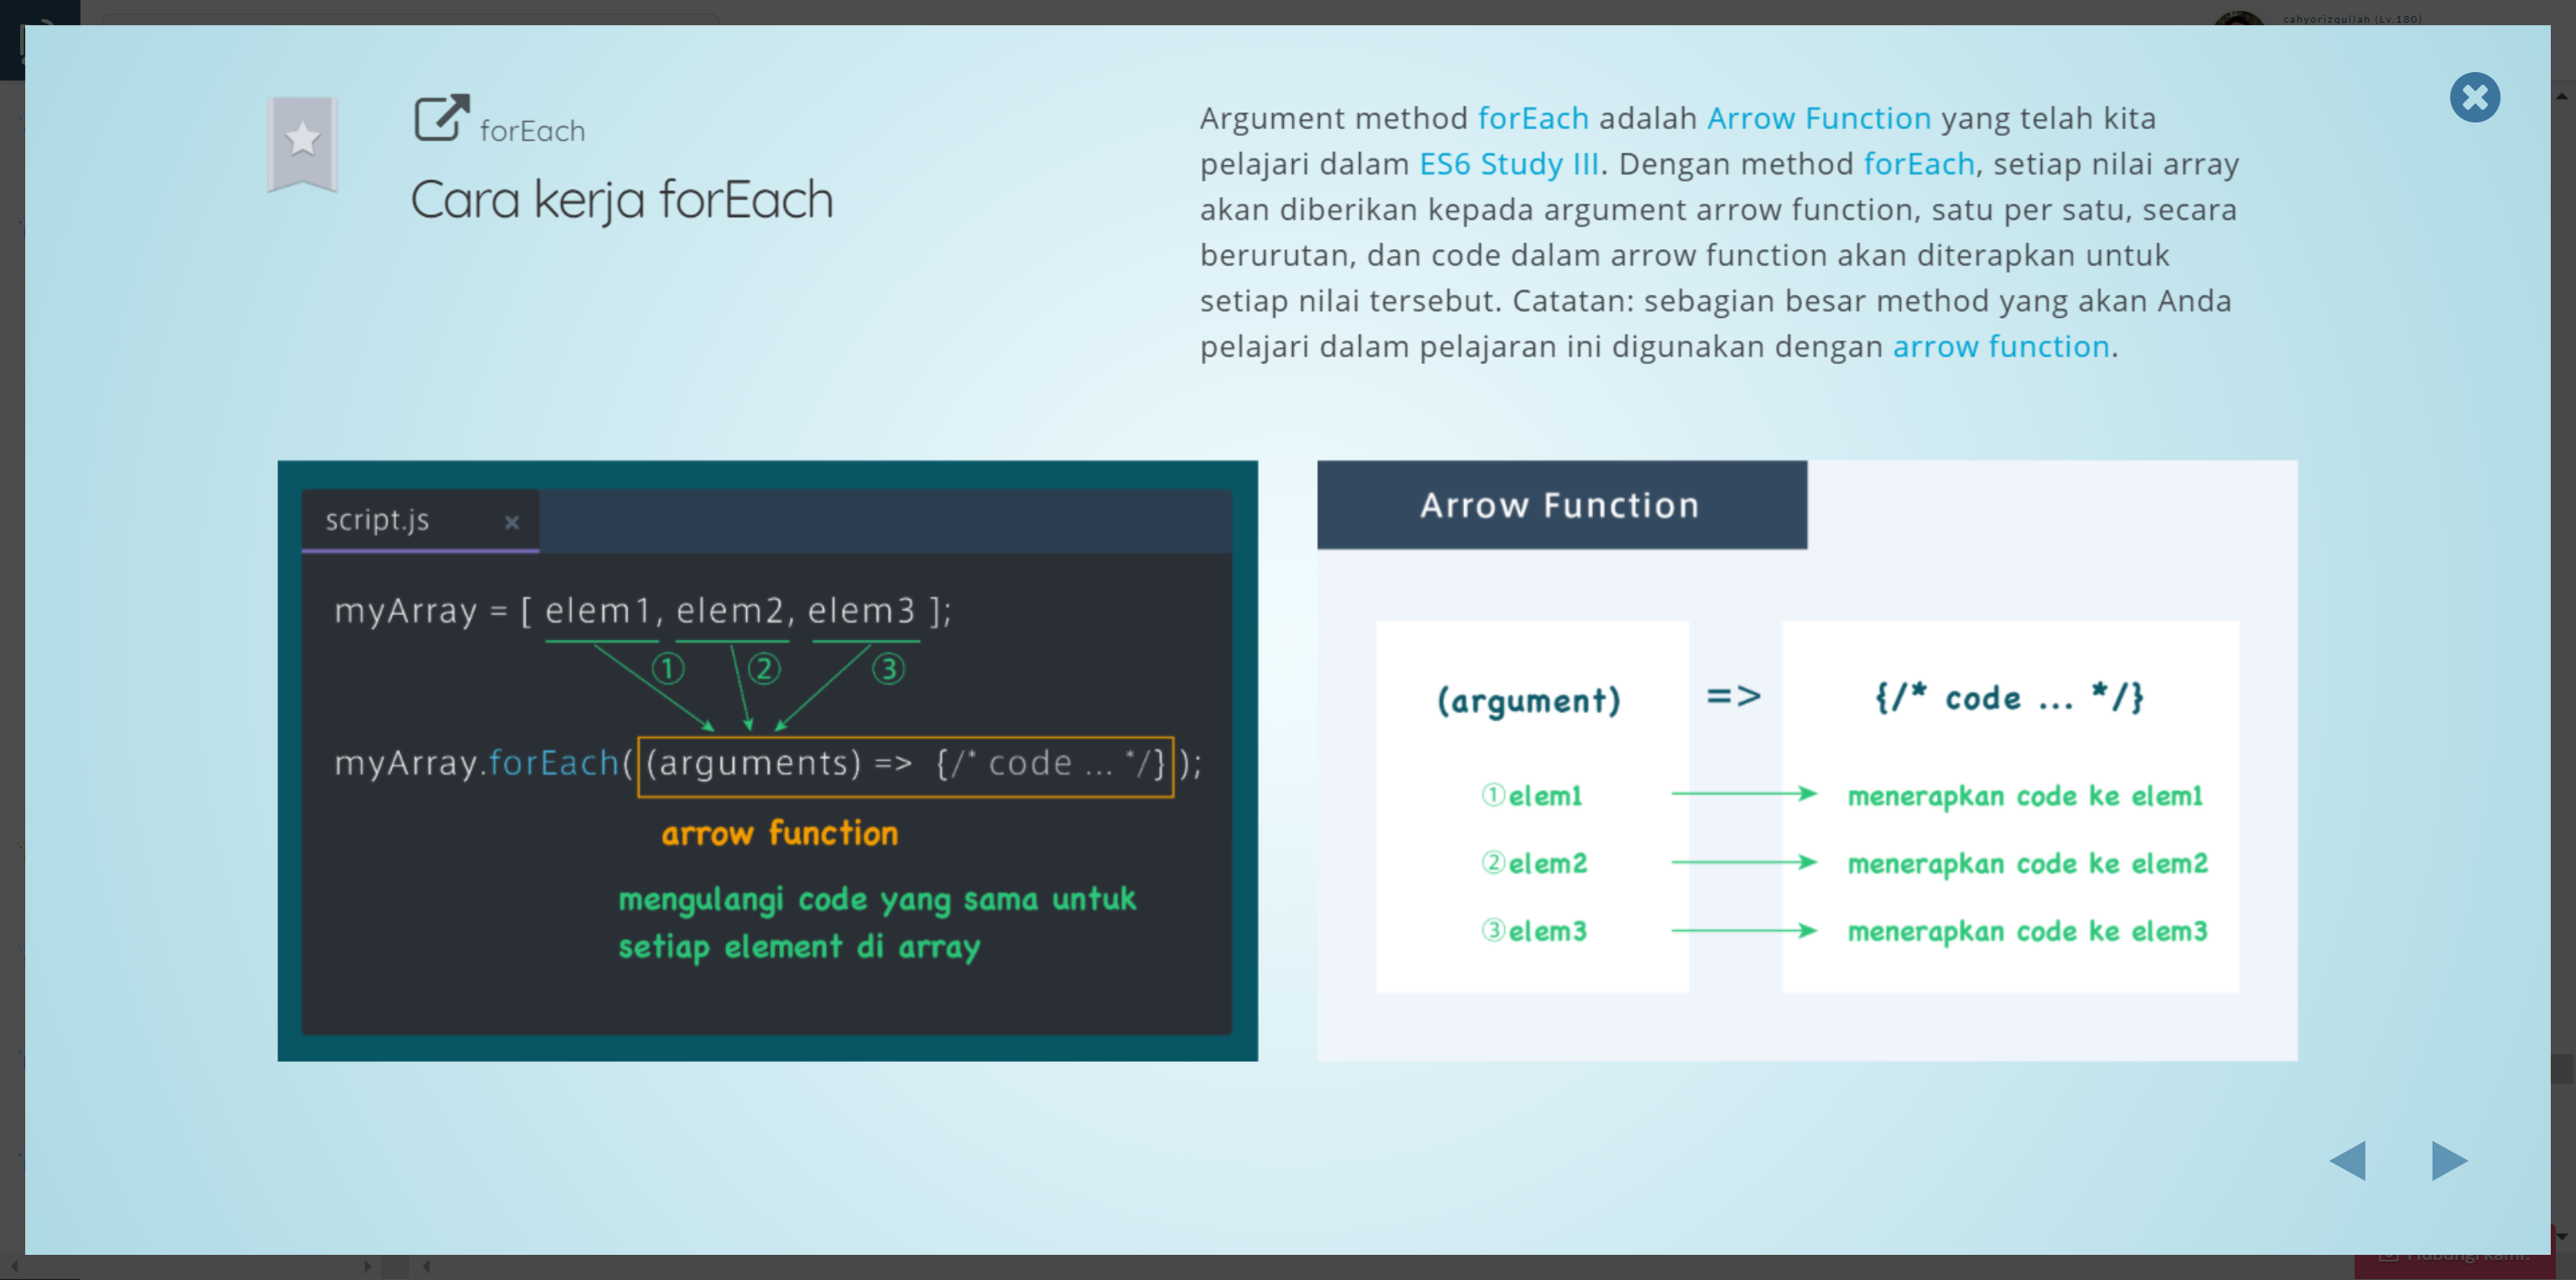 cahyorizqullah (Lv.180)
forEach
Cara kerja forEach
Argument method forEach adalah Arrow Function yang telah kita
pelajari dalam ES6 Study III. Dengan method forEach, setiap nilai array
akan diberikan kepada argument arrow function, satu per satu, secara
berurutan, dan code dalam arrow function akan diterapkan untuk
setiap nilai tersebut. Catatan: sebagian besar method yang akan Anda
pelajari dalam pelajaran ini digunakan dengan arrow function.
script.js ×
myArray = [ elem1, elem2, elem3 ];
① ② ③
myArray.forEach( (arguments) => {/* code ... */} );
arrow function
mengulangi code yang sama untuk
setiap element di array
Arrow Function
(argument) => {/* code ... */}
①elem1 menerapkan code ke elem1
②elem2 menerapkan code ke elem2
③elem3 menerapkan code ke elem3
Hubungi kami!